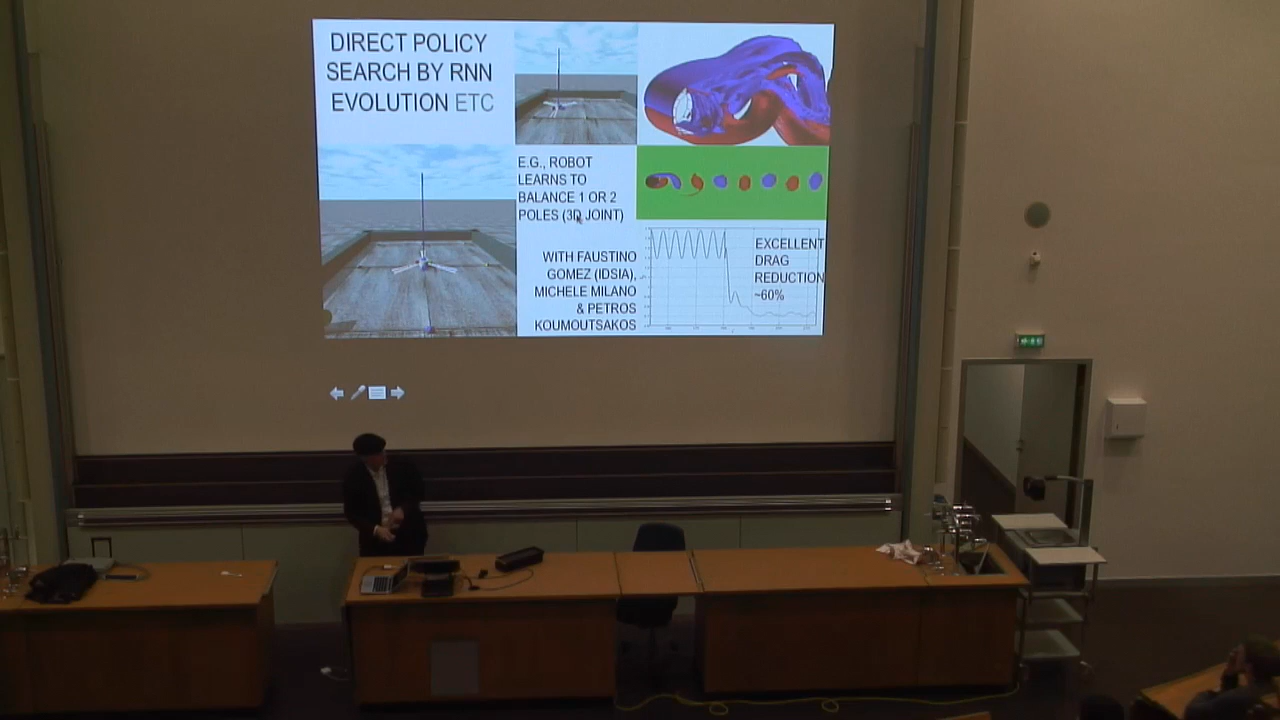 DIRECT POLICY
SEARCH BY RNN
EVOLUTION ETC
E.G., ROBOT
LEARNS TO
BALANCE 1 OR 2
POLES (3D JOINT)
WITH FAUSTINO
GOMEZ (IDSIA),
MICHELE MILANO
& PETROS
KOUMOUTSAKOS
EXCELLENT
DRAG
REDUCTION
~60%